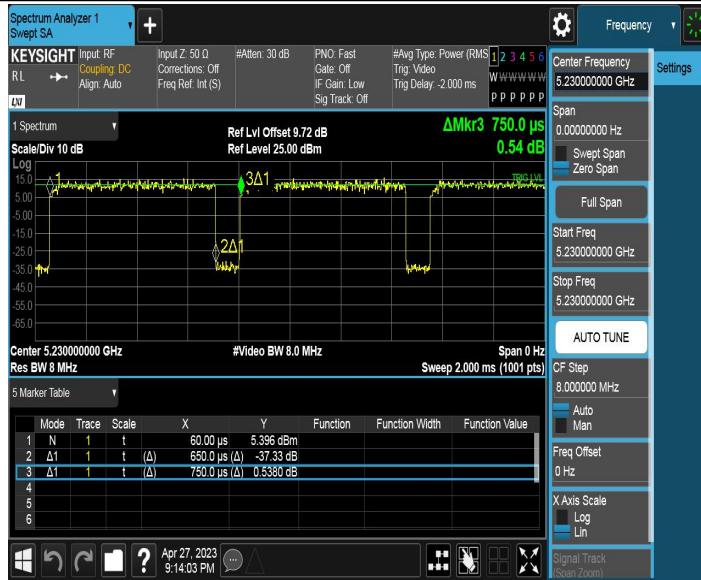 Spectrum Analyzer 1
Swept SA
+
Frequency
KEYSIGHT
RL
LXI
Input: RF
Coupling: DC
Align: Auto
Input Z: 50 Ω
Corrections: Off
Freq Ref: Int (S)
#Atten: 30 dB
PNO: Fast
Gate: Off
IF Gain: Low
Sig Track: Off
#Avg Type: Power (RMS
Trig: Video
Trig Delay: -2.000 ms
1 2 3 4 5 6
W W W W W W
P P P P P P
Settings
1 Spectrum
Scale/Div 10 dB
Log
Ref Lvl Offset 9.72 dB
Ref Level 25.00 dBm
ΔMkr3 750.0 µs
0.54 dB
15.0
5.00
-5.00
-15.0
-25.0
-35.0
-45.0
-55.0
-65.0
1
3Δ1
2Δ1
TRIG LVL
Center 5.230000000 GHz
Res BW 8 MHz
#Video BW 8.0 MHz
Span 0 Hz
Sweep 2.000 ms (1001 pts)
5 Marker Table
Mode Trace Scale X Y Function Function Width Function Value
1 N 1 t 60.00 µs 5.396 dBm
2 Δ1 1 t (Δ) 650.0 µs (Δ) -37.33 dB
3 Δ1 1 t (Δ) 750.0 µs (Δ) 0.5380 dB
4
5
6
Center Frequency
5.230000000 GHz
Span
0.00000000 Hz
Swept Span
Zero Span
Full Span
Start Freq
5.230000000 GHz
Stop Freq
5.230000000 GHz
AUTO TUNE
CF Step
8.000000 MHz
Auto
Man
Freq Offset
0 Hz
X Axis Scale
Log
Lin
Signal Track
(Span Zoom)
?
Apr 27, 2023
9:14:03 PM